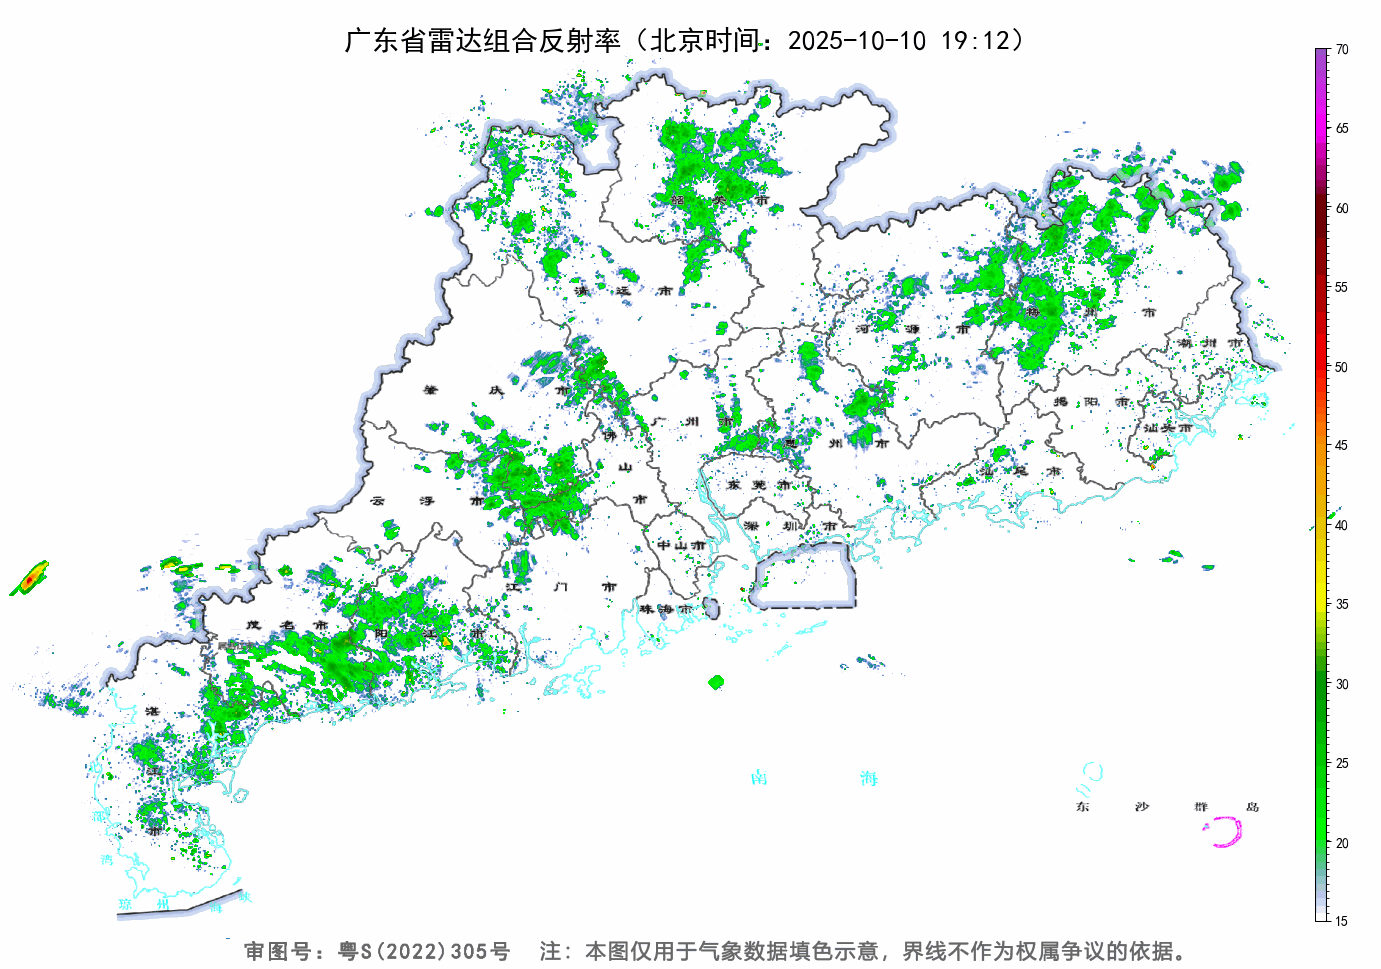 广东省雷达组合反射率（北京时间：2025-10-10 19:12）
70
65
60
55
50
45
40
35
30
25
20
15
韶关市
清远市
河源市
梅州市
潮州市
肇庆市
广州市
惠州市
揭阳市
汕头市
佛山市
云浮市
东莞市
汕尾市
深圳市
中山市
江门市
珠海市
茂名市
阳江市
湛江市
南海
东沙群岛
湾
琼州海峡
审图号：粤S(2022)305号 注：本图仅用于气象数据填色示意，界线不作为权属争议的依据。